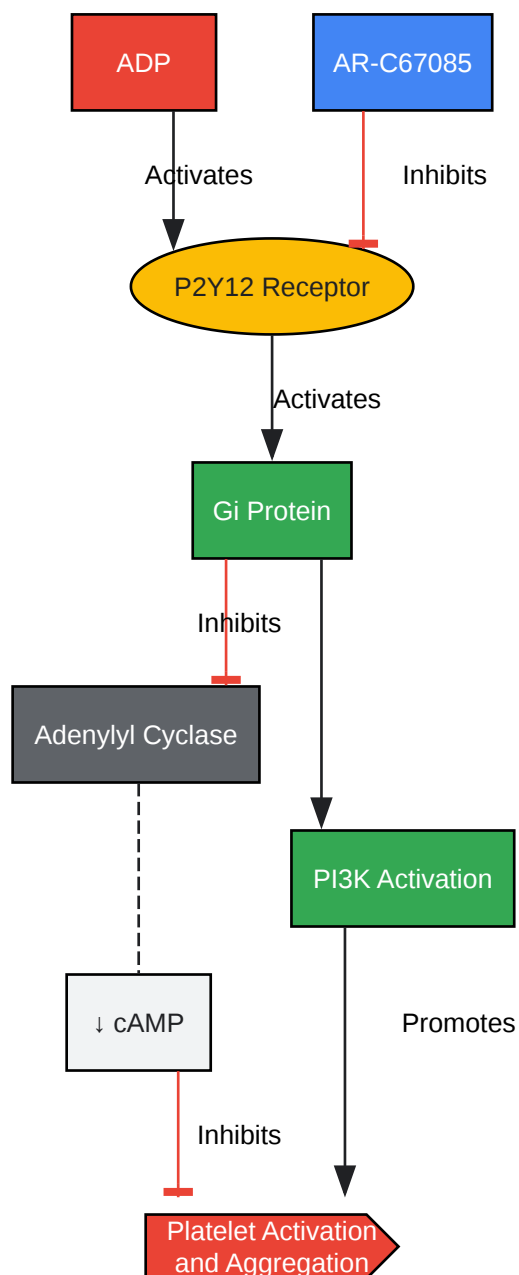 ADP
AR-C67085
Activates
Inhibits
P2Y12 Receptor
Activates
Gi Protein
Inhibits
Adenylyl Cyclase
PI3K Activation
↓ cAMP
Promotes
Inhibits
Platelet Activation
and Aggregation